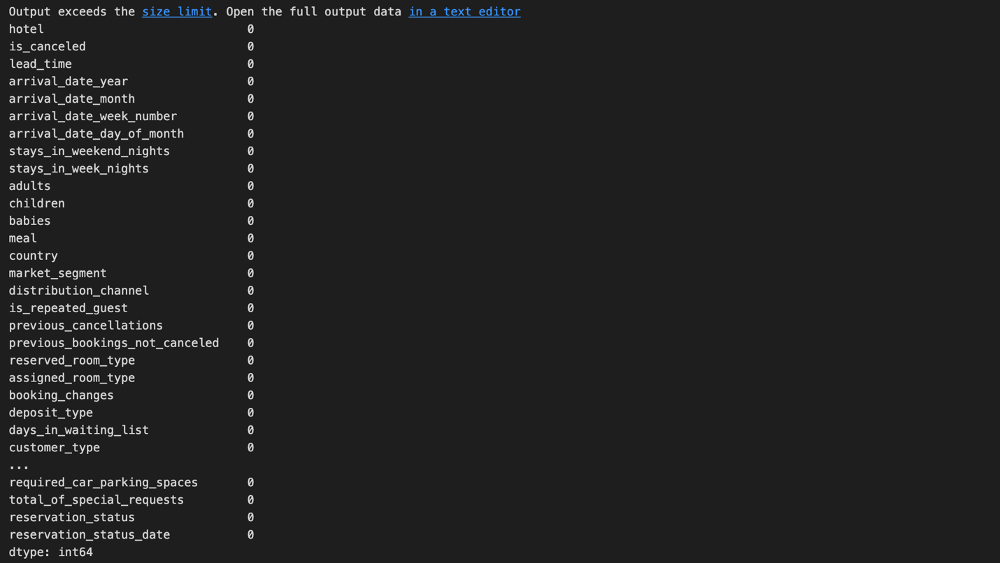 Output exceeds the size limit. Open the full output data in a text editor
hotel 0
is_canceled 0
lead_time 0
arrival_date_year 0
arrival_date_month 0
arrival_date_week_number 0
arrival_date_day_of_month 0
stays_in_weekend_nights 0
stays_in_week_nights 0
adults 0
children 0
babies 0
meal 0
country 0
market_segment 0
distribution_channel 0
is_repeated_guest 0
previous_cancellations 0
previous_bookings_not_canceled 0
reserved_room_type 0
assigned_room_type 0
booking_changes 0
deposit_type 0
days_in_waiting_list 0
customer_type 0
...
required_car_parking_spaces 0
total_of_special_requests 0
reservation_status 0
reservation_status_date 0
dtype: int64